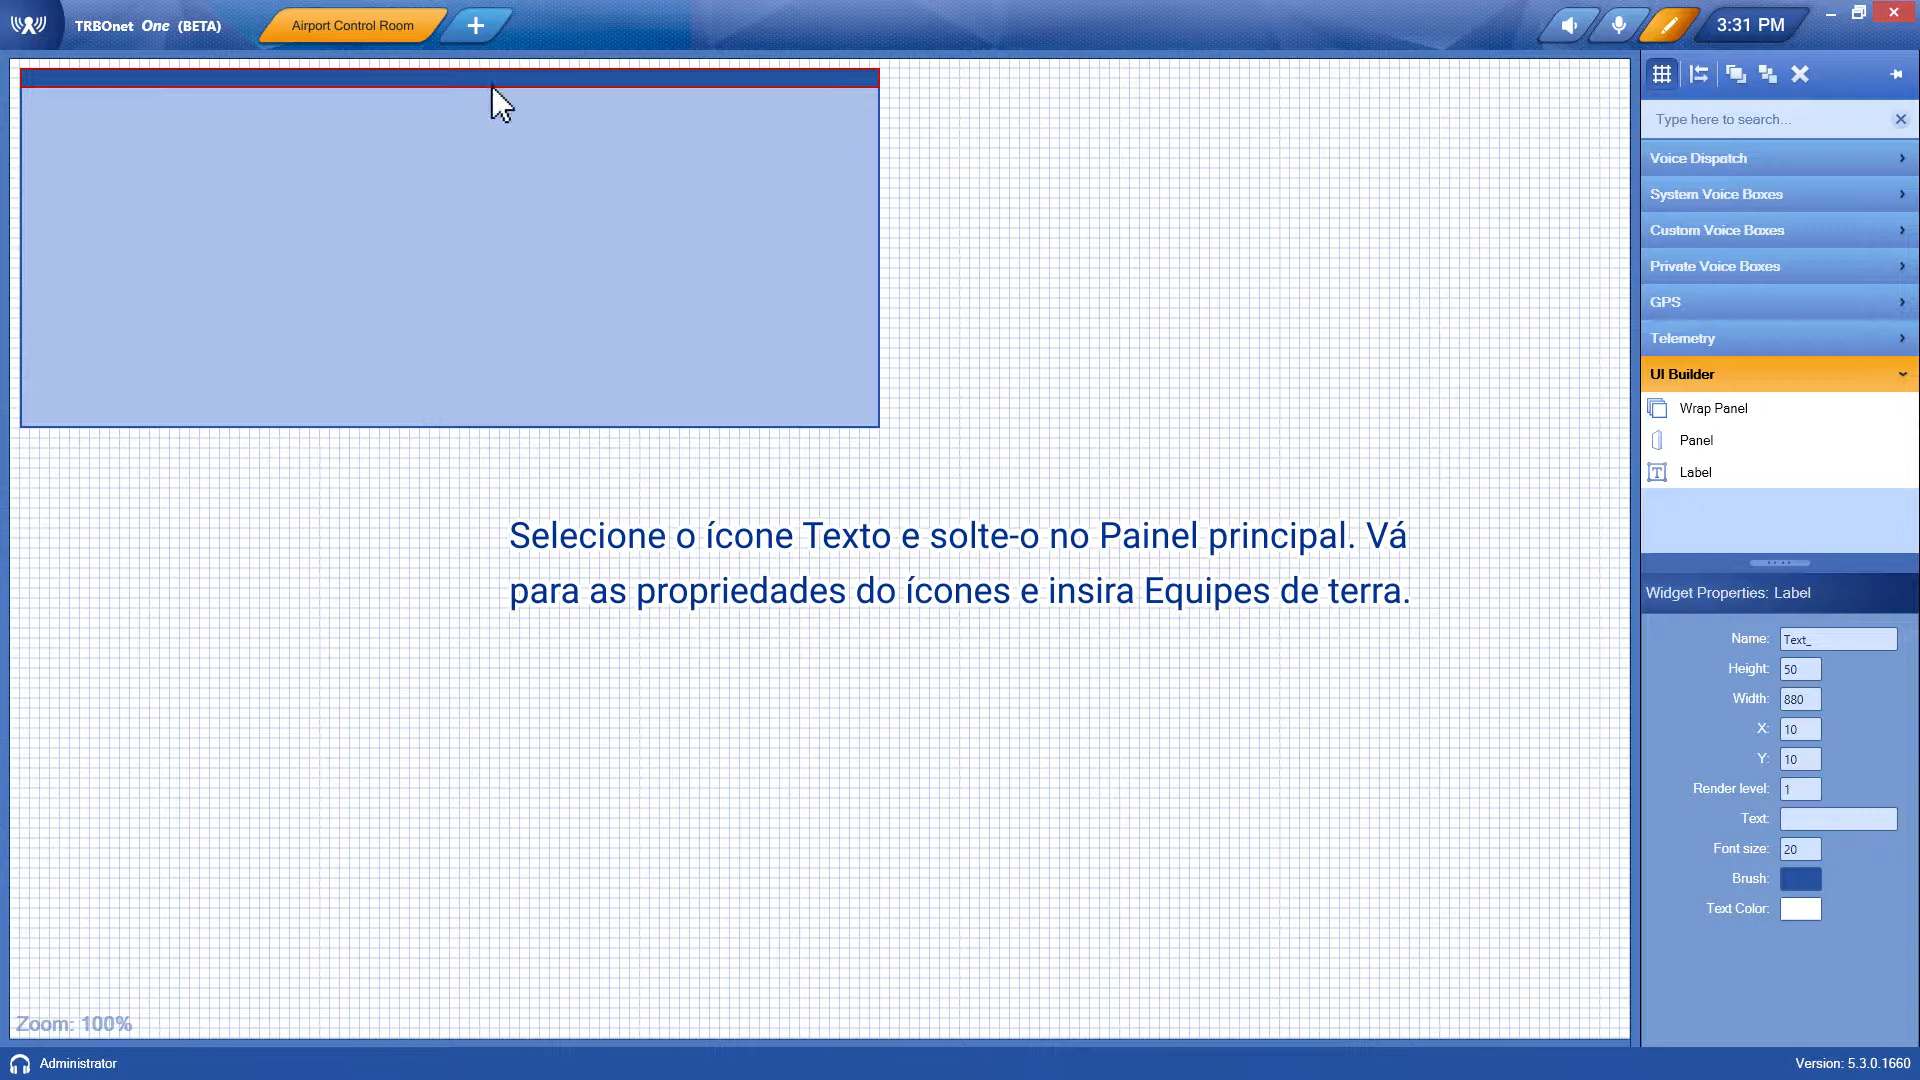 TRBOnet One (BETA)
Airport Control Room
3:31 PM
Type here to search...
Voice Dispatch
System Voice Boxes
Custom Voice Boxes
Private Voice Boxes
GPS
Telemetry
UI Builder
Wrap Panel
Panel
Label
Selecione o ícone Texto e solte-o no Painel principal. Vá
para as propriedades do ícones e insira Equipes de terra.
Widget Properties: Label
Name: Text_
Height: 50
Width: 880
X: 10
Y: 10
Render level: 1
Text:
Font size: 20
Brush:
Text Color:
Zoom: 100%
Administrator
Version: 5.3.0.1660